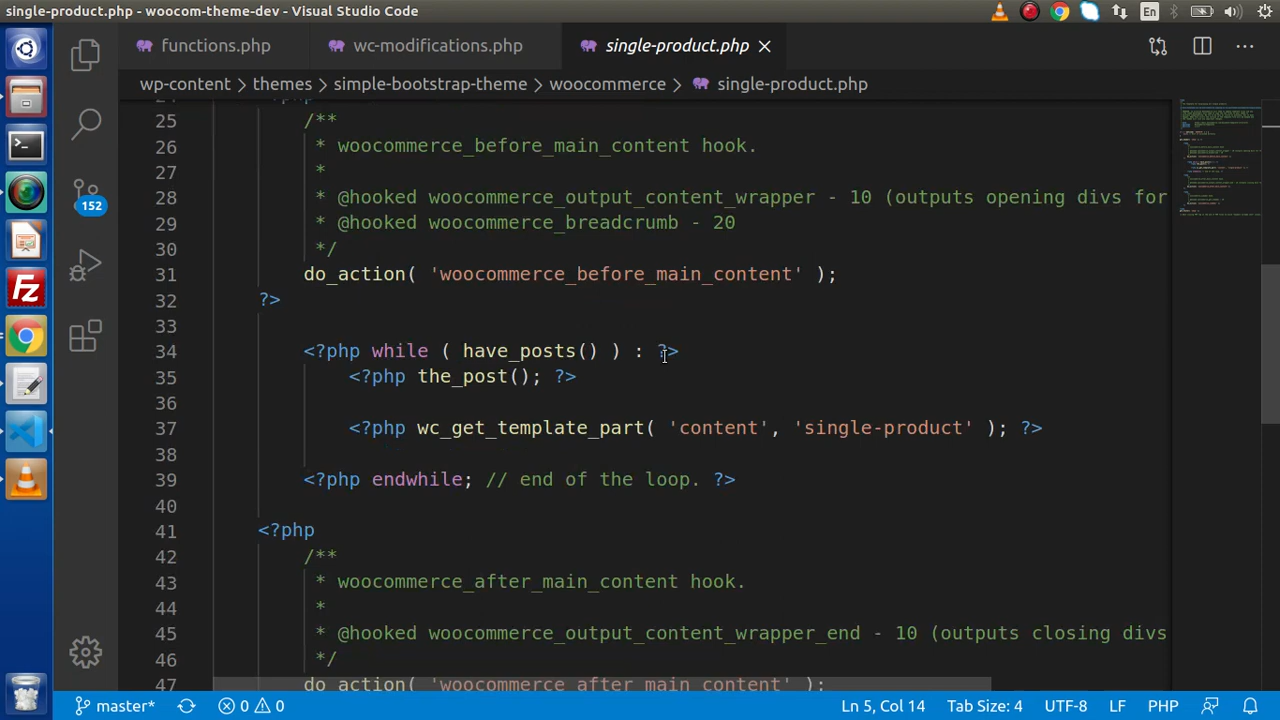 single-product.php - woocom-theme-dev - Visual Studio Code
En
functions.php
wc-modifications.php
single-product.php
wp-content > themes > simple-bootstrap-theme > woocommerce > single-product.php
25 /**
26 * woocommerce_before_main_content hook.
27 *
28 * @hooked woocommerce_output_content_wrapper - 10 (outputs opening divs for
29 * @hooked woocommerce_breadcrumb - 20
30 */
31 do_action( 'woocommerce_before_main_content' );
32 ?>
33
34 <?php while ( have_posts() ) : ?>
35 <?php the_post(); ?>
36
37 <?php wc_get_template_part( 'content', 'single-product' ); ?>
38
39 <?php endwhile; // end of the loop. ?>
40
41 <?php
42 /**
43 * woocommerce_after_main_content hook.
44 *
45 * @hooked woocommerce_output_content_wrapper_end - 10 (outputs closing divs
46 */
47 do_action( 'woocommerce_after_main_content' );
152
master*
0 0
Ln 5, Col 14
Tab Size: 4
UTF-8
LF
PHP